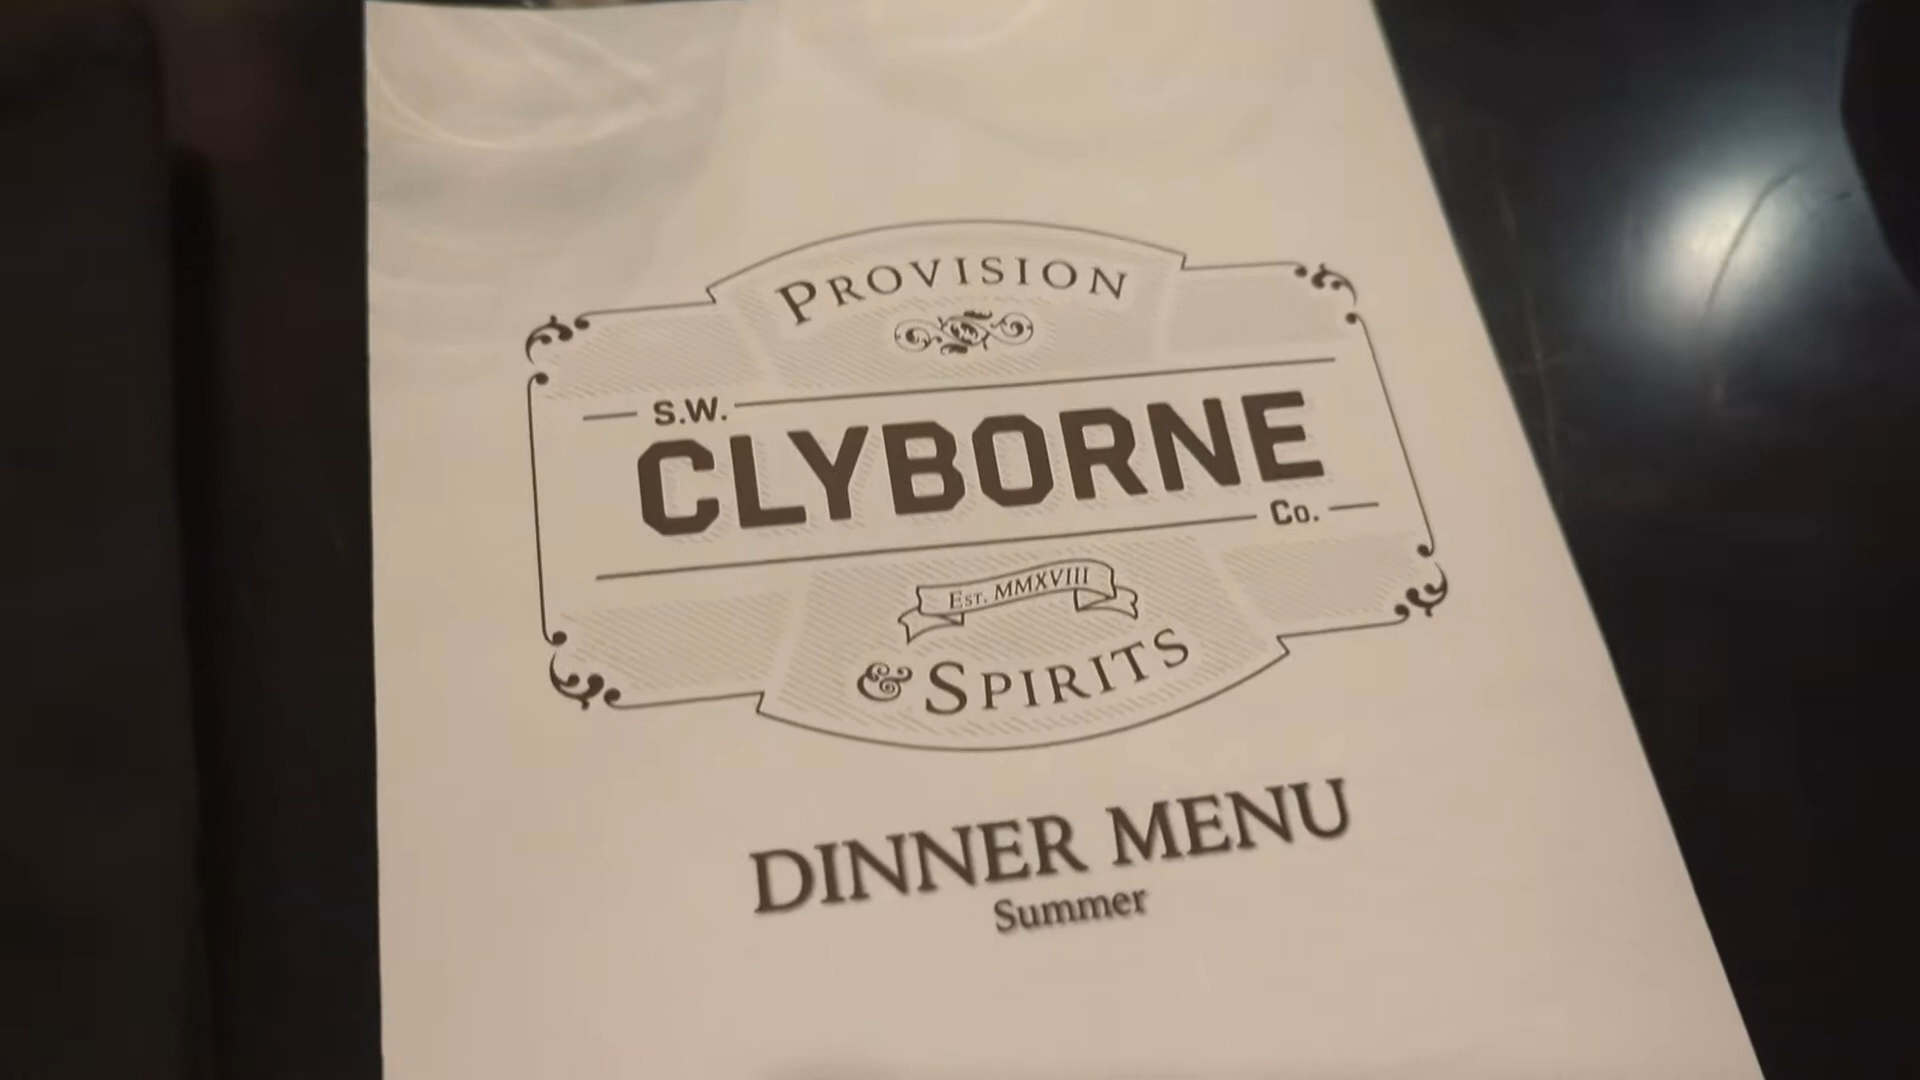 PROVISION
S.W.
CLYBORNE
Co.
EST. MMXVIII
& SPIRITS
DINNER MENU
Summer